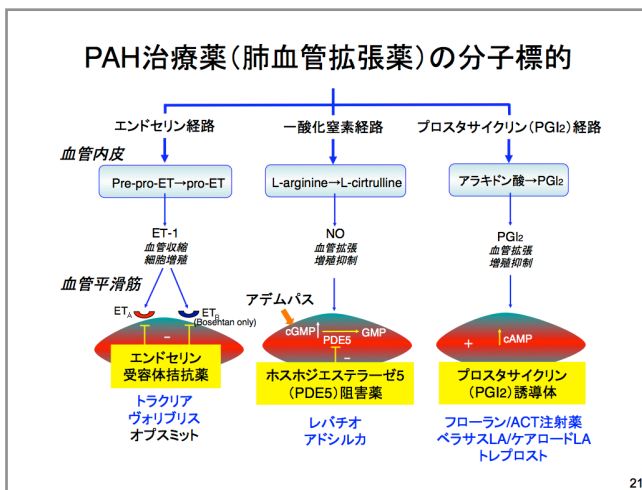 PAH治療薬(肺血管拡張薬)の分子標的
エンドセリン経路
一酸化窒素経路
プロスタサイクリン(PGI2)経路
血管内皮
Pre-pro-ET→pro-ET
L-arginine→L-cirtrulline
アラキドン酸→PGI2
ET-1
血管収縮
細胞増殖
NO
血管拡張
増殖抑制
PGI2
血管拡張
増殖抑制
血管平滑筋
アデムパス
ETA
ETB
(Bosentan only)
cGMP
GMP
PDE5
cAMP
+
−
−
エンドセリン
受容体拮抗薬
ホスホジエステラーゼ5
(PDE5)阻害薬
プロスタサイクリン
(PGI2)誘導体
トラクリア
ヴォリブリス
オプスミット
レバチオ
アドシルカ
フローラン/ACT注射薬
ベラサスLA/ケアロードLA
トレプロスト
21